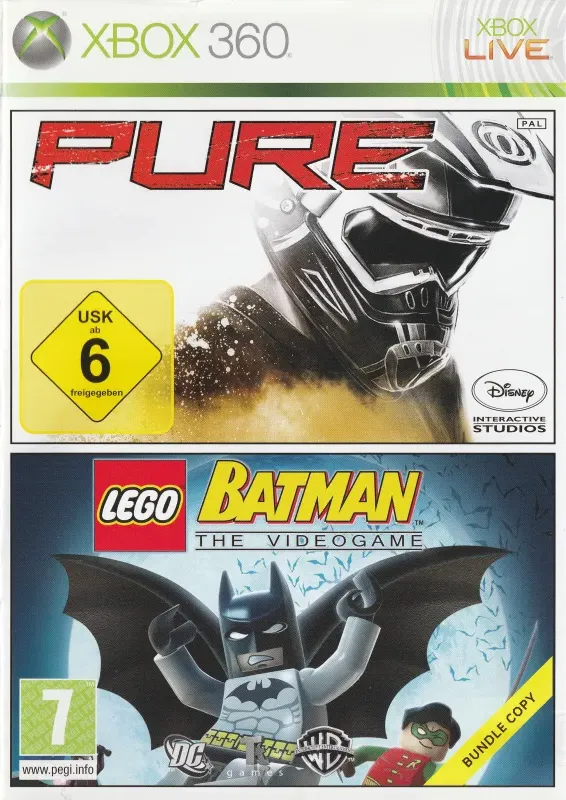 XBOX 360
XBOX
LIVE
PAL
PURE
USK
ab
6
freigegeben
Disney
INTERACTIVE
STUDIOS
LEGO
BATMAN
TM
THE VIDEOGAME
7
www.pegi.info
DC
games
WB
BUNDLE COPY
R